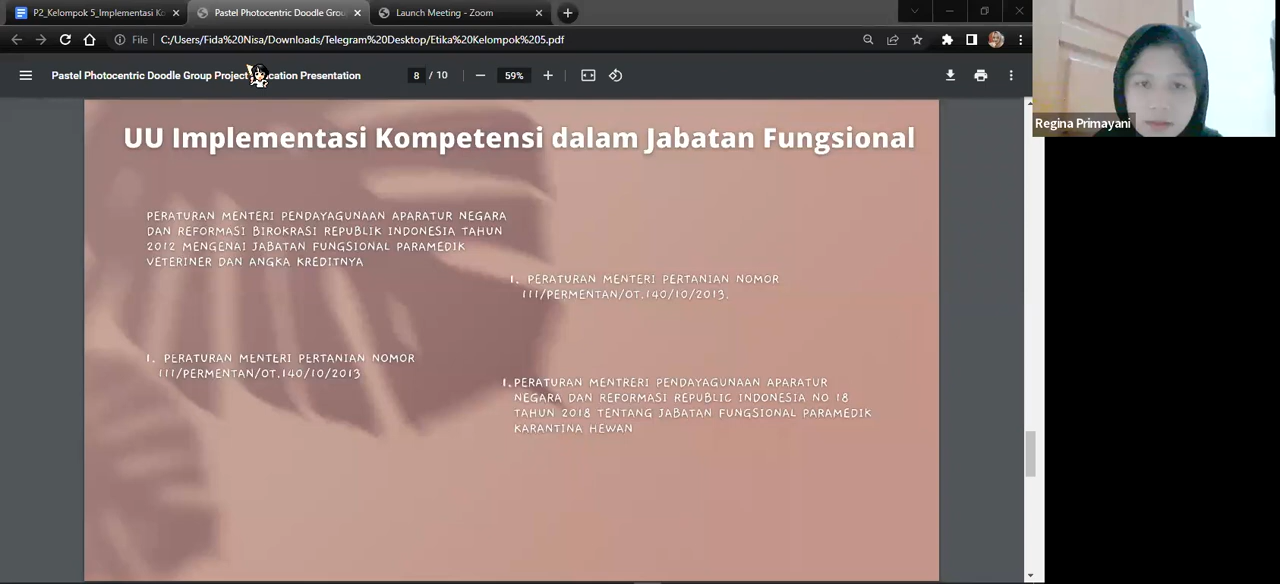 P2_Kelompok 5_Implementasi Ko
Pastel Photocentric Doodle Grou
Launch Meeting - Zoom
File
C:/Users/Fida%20Nisa/Downloads/Telegram%20Desktop/Etika%20Kelompok%205.pdf
Pastel Photocentric Doodle Group Project
cation Presentation
8 / 10
59%
Regina Primayani
UU Implementasi Kompetensi dalam Jabatan Fungsional
PERATURAN MENTERI PENDAYAGUNAAN APARATUR NEGARA
DAN REFORMASI BIROKRASI REPUBLIK INDONESIA TAHUN
2012 MENGENAI JABATAN FUNGSIONAL PARAMEDIK
VETERINER DAN ANGKA KREDITNYA
1. PERATURAN MENTERI PERTANIAN NOMOR
111/PERMENTAN/OT.140/10/2013.
1. PERATURAN MENTERI PERTANIAN NOMOR
111/PERMENTAN/OT.140/10/2013
1. PERATURAN MENTRERI PENDAYAGUNAAN APARATUR
NEGARA DAN REFORMASI REPUBLIC INDONESIA NO 18
TAHUN 2018 TENTANG JABATAN FUNGSIONAL PARAMEDIK
KARANTINA HEWAN